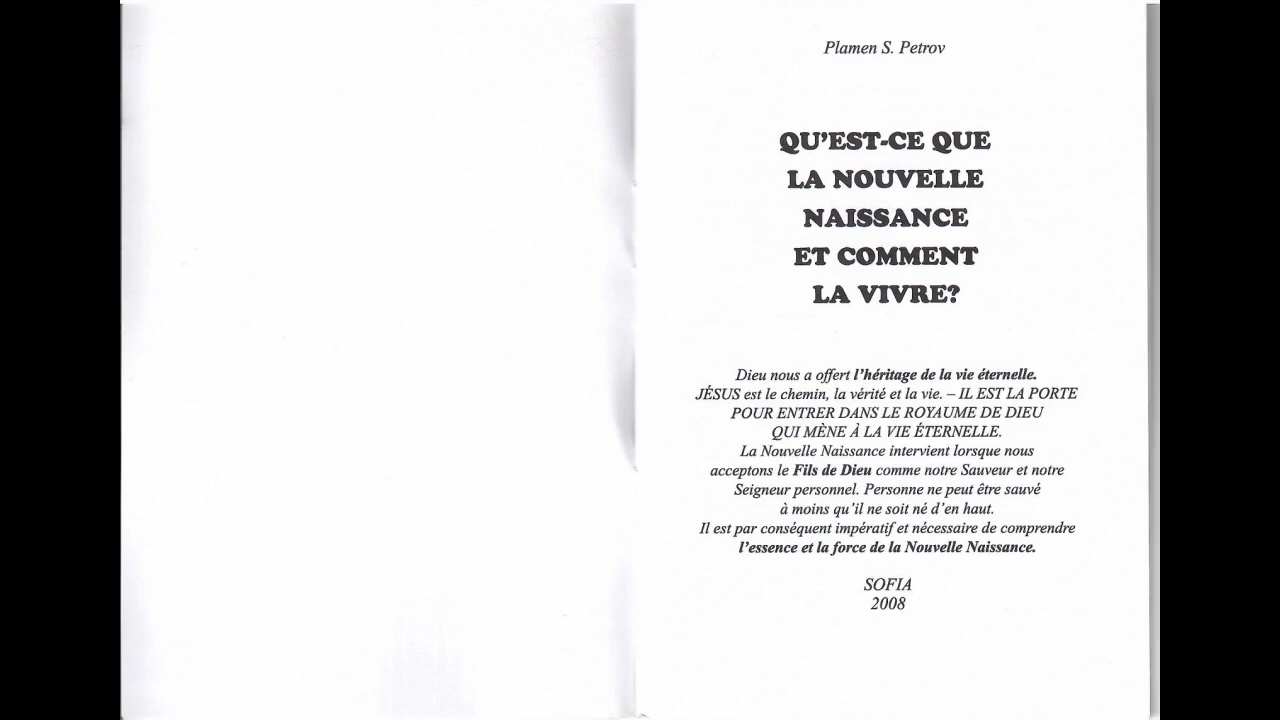 Plamen S. Petrov
QU'EST-CE QUE
LA NOUVELLE
NAISSANCE
ET COMMENT
LA VIVRE?
Dieu nous a offert l'héritage de la vie éternelle.
JÉSUS est le chemin, la vérité et la vie. – IL EST LA PORTE
POUR ENTRER DANS LE ROYAUME DE DIEU
QUI MÈNE À LA VIE ÉTERNELLE.
La Nouvelle Naissance intervient lorsque nous
acceptons le Fils de Dieu comme notre Sauveur et notre
Seigneur personnel. Personne ne peut être sauvé
à moins qu'il ne soit né d'en haut.
Il est par conséquent impératif et nécessaire de comprendre
l'essence et la force de la Nouvelle Naissance.
SOFIA
2008